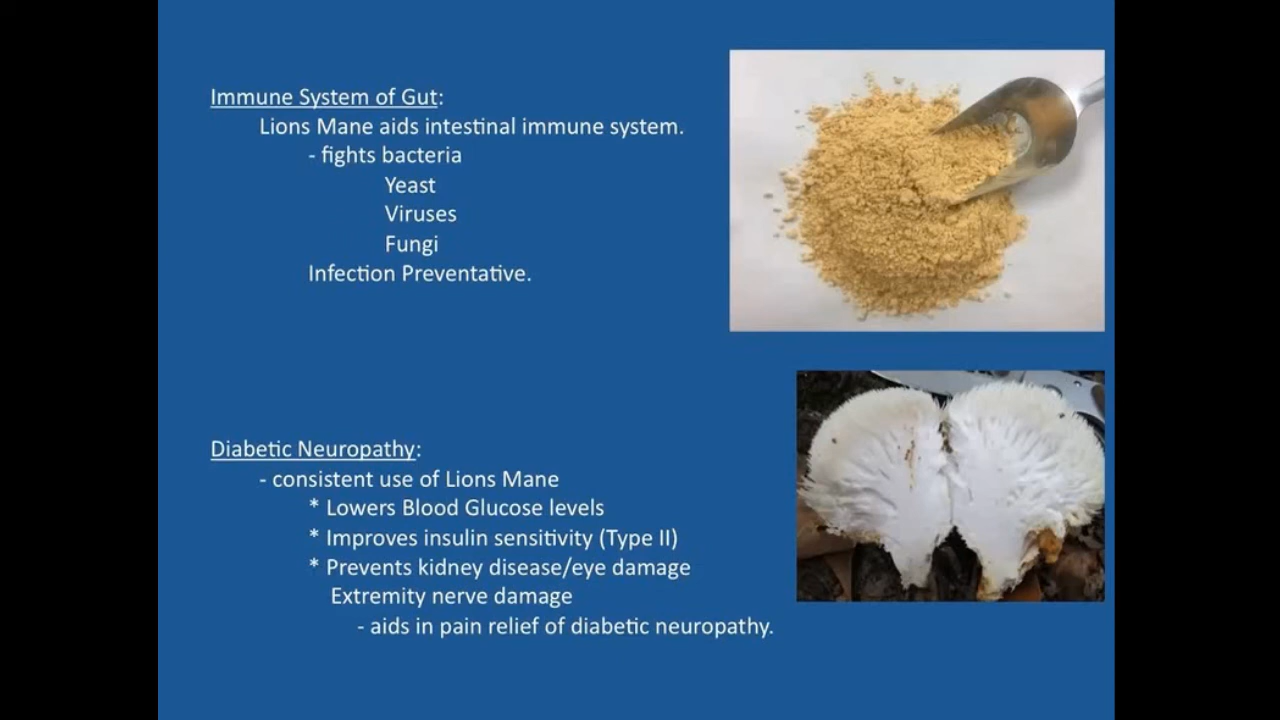 Immune System of Gut:
Lions Mane aids intestinal immune system.
- fights bacteria
Yeast
Viruses
Fungi
Infection Preventative.
Diabetic Neuropathy:
- consistent use of Lions Mane
* Lowers Blood Glucose levels
* Improves insulin sensitivity (Type II)
* Prevents kidney disease/eye damage
Extremity nerve damage
- aids in pain relief of diabetic neuropathy.